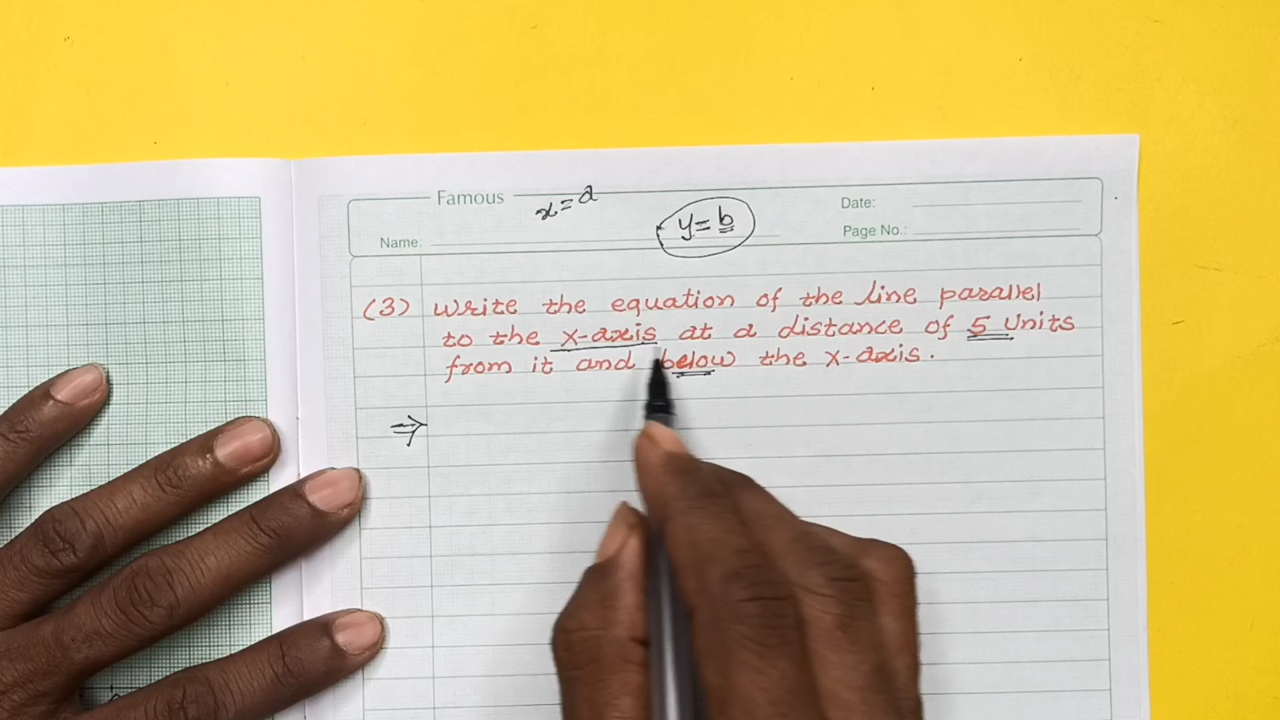 Famous
x = a
y = b
Date:
Name:
Page No.:
(3) Write the equation of the line parallel
to the X-axis at a distance of 5 Units
from it and below the X-axis.
⇒